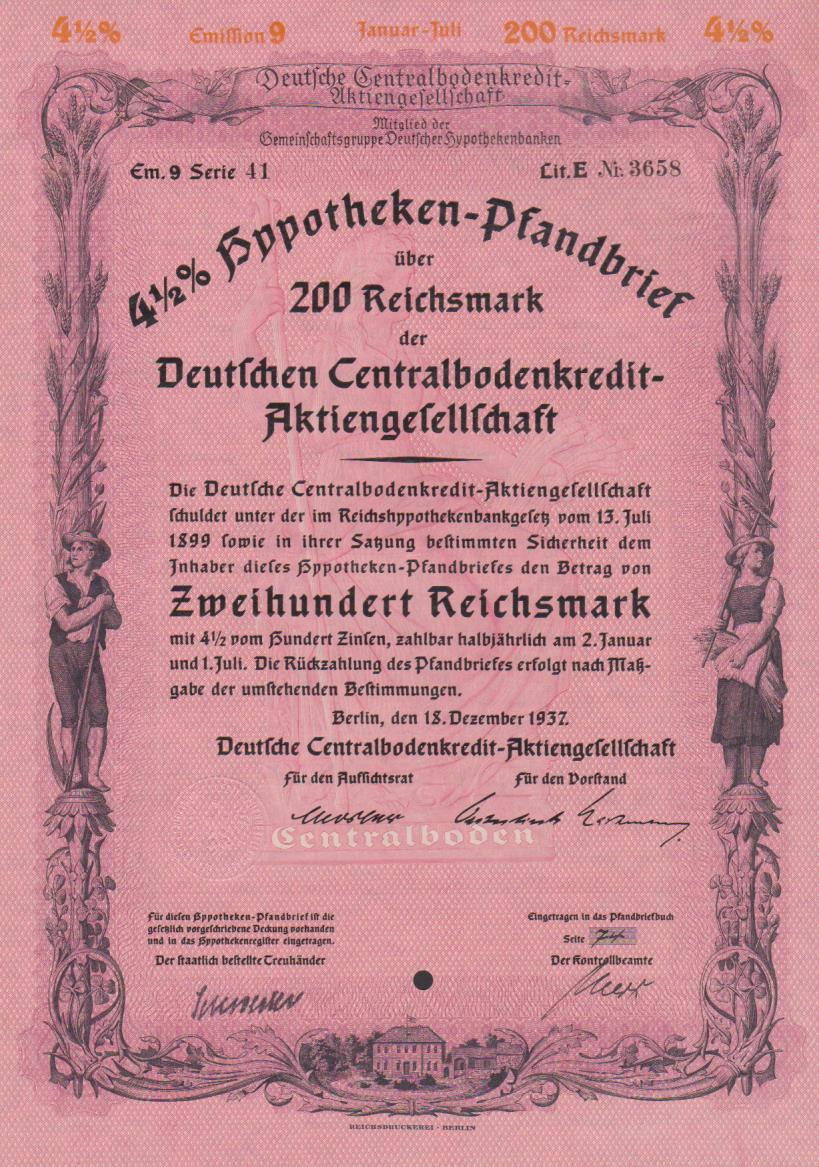 4½% Emission 9 Januar-Juli 200 Reichsmark 4½%
Deutsche Centralbodenkredit-
Aktiengesellschaft
Mitglied der
Gemeinschaftsgruppe Deutscher Hypothekenbanken
Em. 9 Serie 41 Lit. E Nr. 3658
4½% Hypotheken-Pfandbrief
über
200 Reichsmark
der
Deutschen Centralbodenkredit-
Aktiengesellschaft
Die Deutsche Centralbodenkredit-Aktiengesellschaft
schuldet unter der im Reichshypothekenbankgesetz vom 13. Juli
1899 sowie in ihrer Satzung bestimmten Sicherheit dem
Inhaber dieses Hypotheken-Pfandbriefes den Betrag von
Zweihundert Reichsmark
mit 4½ vom Hundert Zinsen, zahlbar halbjährlich am 2. Januar
und 1. Juli. Die Rückzahlung des Pfandbriefes erfolgt nach Maß-
gabe der umstehenden Bestimmungen.
Berlin, den 18. Dezember 1937.
Deutsche Centralbodenkredit-Aktiengesellschaft
Für den Aufsichtsrat Für den Vorstand
Centralboden
Für diesen Hypotheken-Pfandbrief ist die
gesetzlich vorgeschriebene Deckung vorhanden
und in das Hypothekenregister eingetragen.
Der staatlich bestellte Treuhänder
Eingetragen in das Pfandbriefbuch
Seite 74
Der Kontrollbeamte
REICHSDRUCKEREI · BERLIN